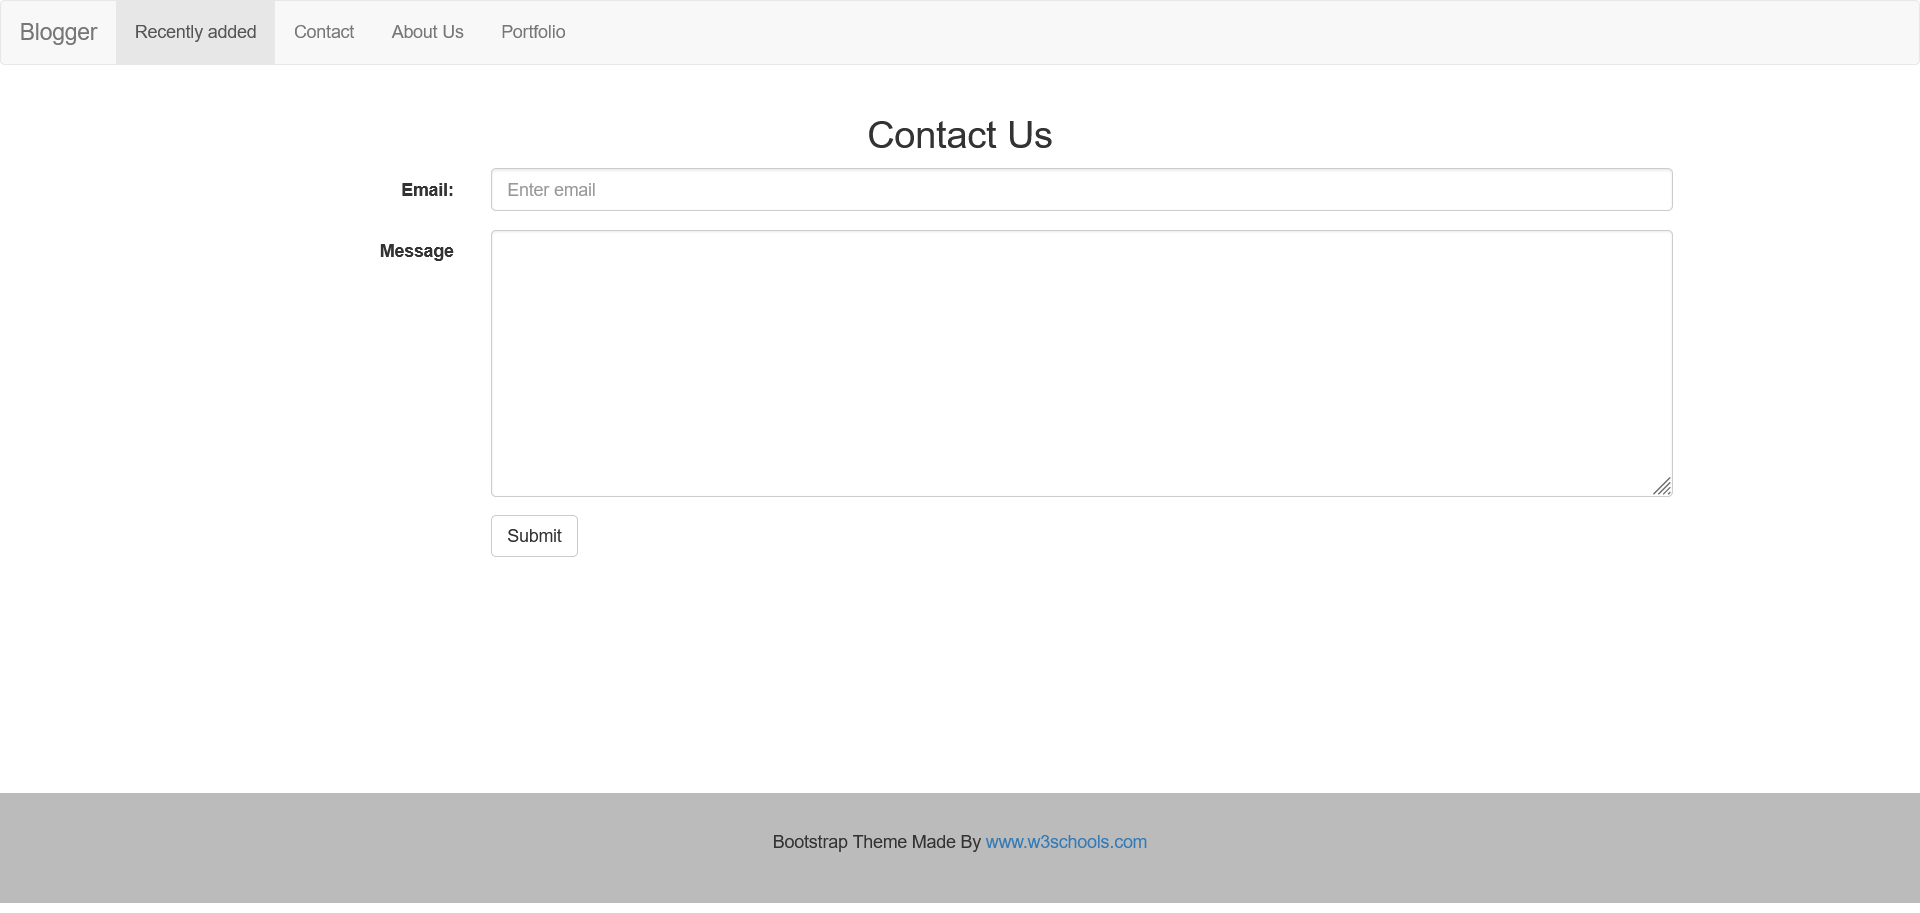 Blogger Recently added Contact About Us Portfolio
Contact Us
Email: Enter email
Message
Submit
Bootstrap Theme Made By www.w3schools.com